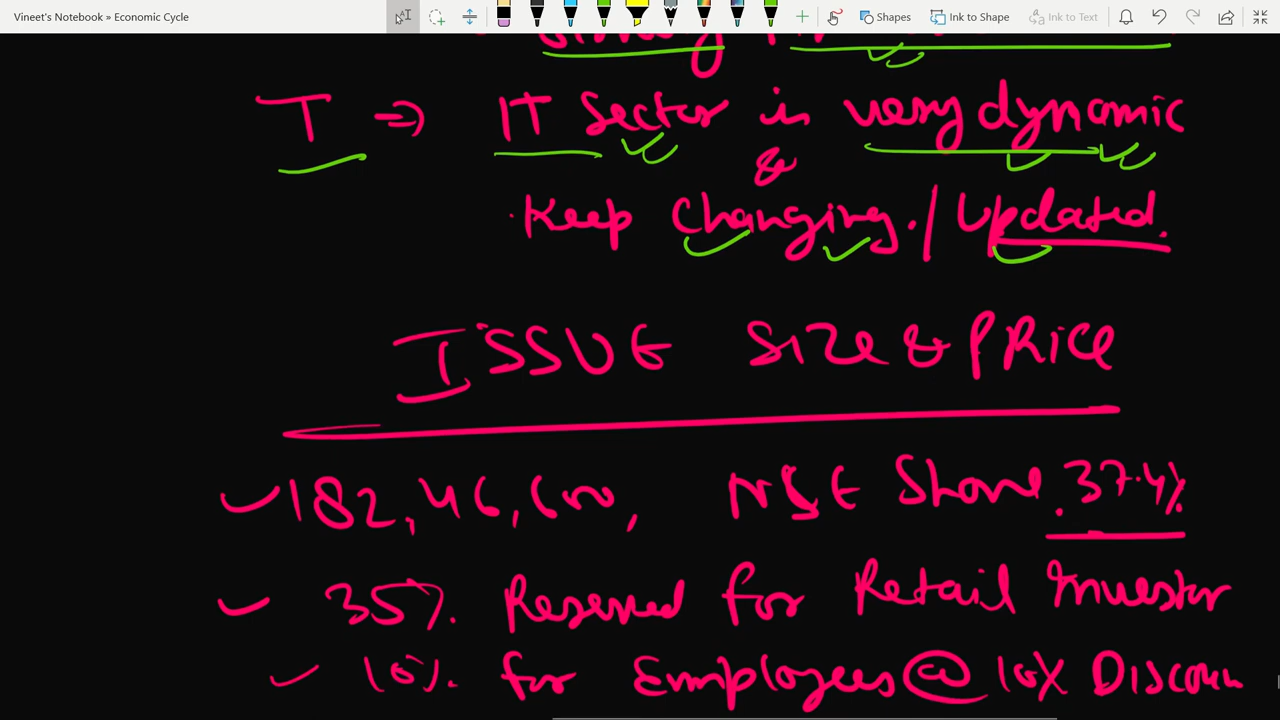 Vineet's Notebook » Economic Cycle
Shapes
Ink to Shape
Ink to Text
T => IT Sector is very dynamic
&
Keep Changing. / Updated.
ISSUE Size & PRice
182,46,600, NSE Share 37.4%
35%. Reserved for Retail Investor
10%. for Employees @ 10% Discoun